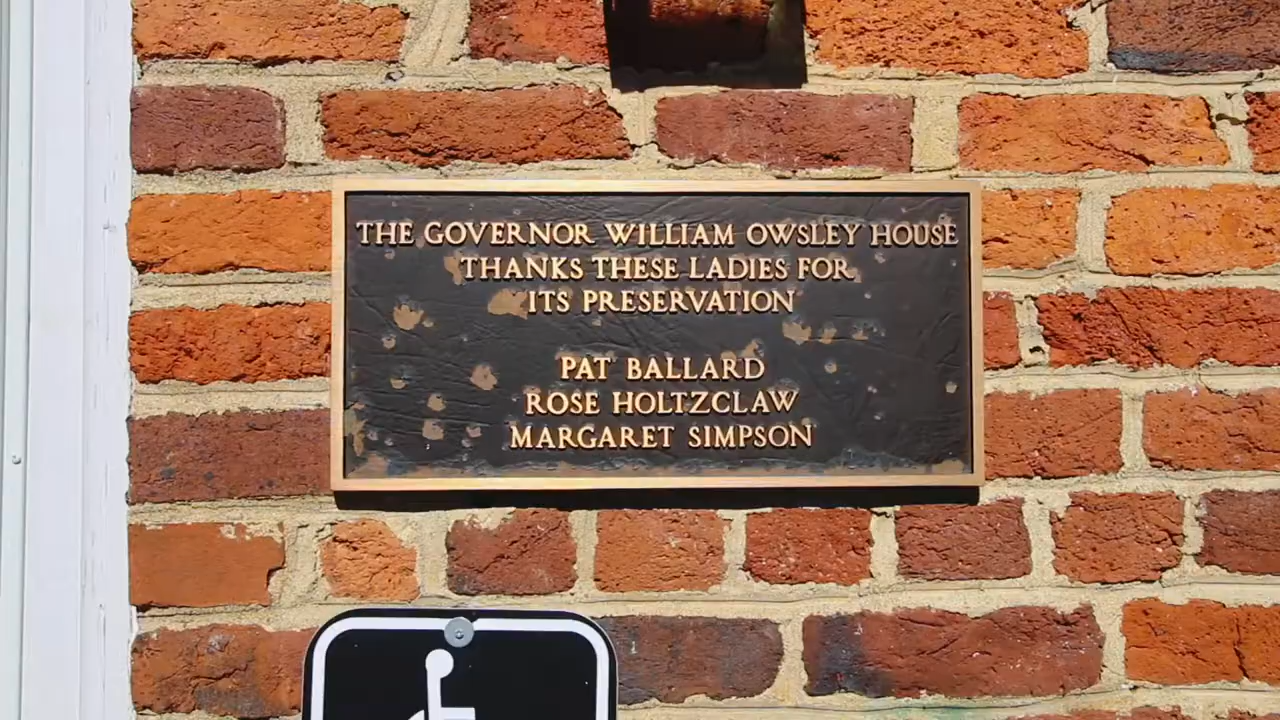 THE GOVERNOR WILLIAM OWSLEY HOUSE
THANKS THESE LADIES FOR
ITS PRESERVATION
PAT BALLARD
ROSE HOLTZCLAW
MARGARET SIMPSON